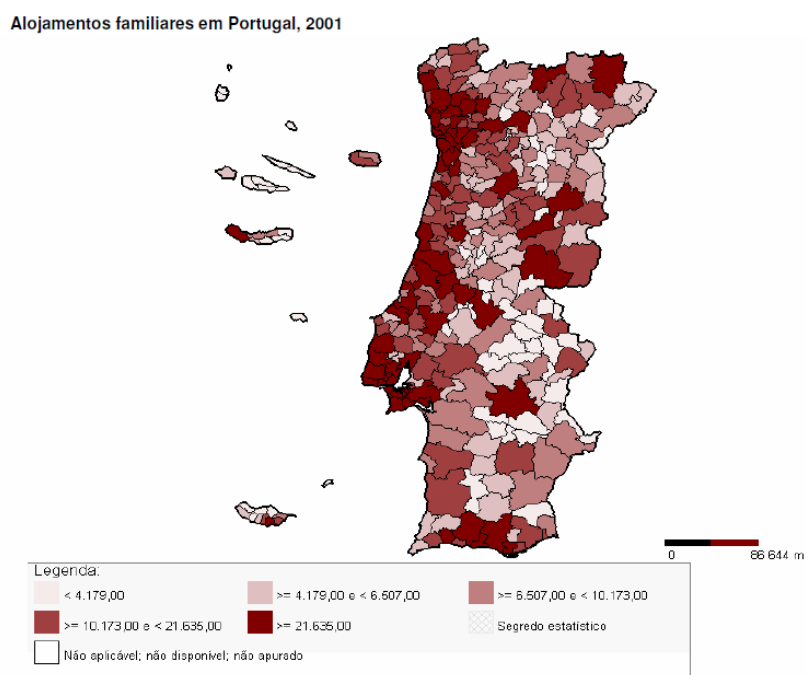 Alojamentos familiares em Portugal, 2001
0 86 644 m
Legenda:
< 4.179,00 >= 4.179,00 e < 6.507,00 >= 6.507,00 e < 10.173,00
>= 10.173,00 e < 21.635,00 >= 21.635,00 Segredo estatístico
Não aplicável; não disponível; não apurado